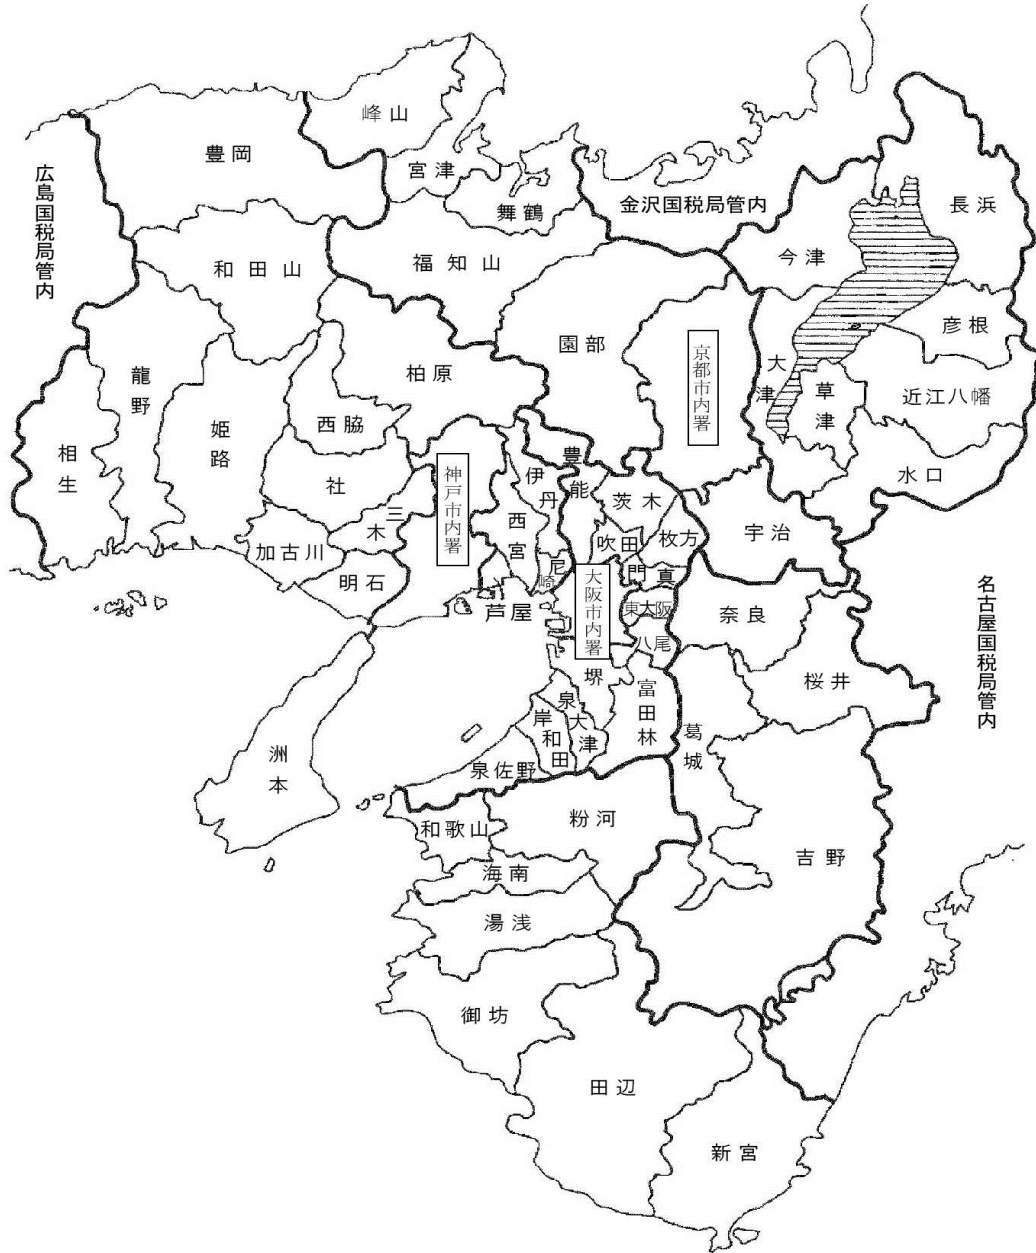 峰山
豊岡
宮津
舞鶴
広島国税局管内
金沢国税局管内
長浜
今津
和田山
福知山
彦根
園部
京都市内署
大津
龍野
柏原
草津
近江八幡
姫路
西脇
相生
豊能
水口
伊丹
神戸市内署
社
茨木
三木
西宮
吹田
枚方
宇治
加古川
明石
尼崎
大阪市内署
門真
芦屋
東大阪
奈良
名古屋国税局管内
八尾
堺
桜井
富田林
泉大津
岸和田
葛城
洲本
泉佐野
和歌山
粉河
吉野
海南
湯浅
御坊
田辺
新宮